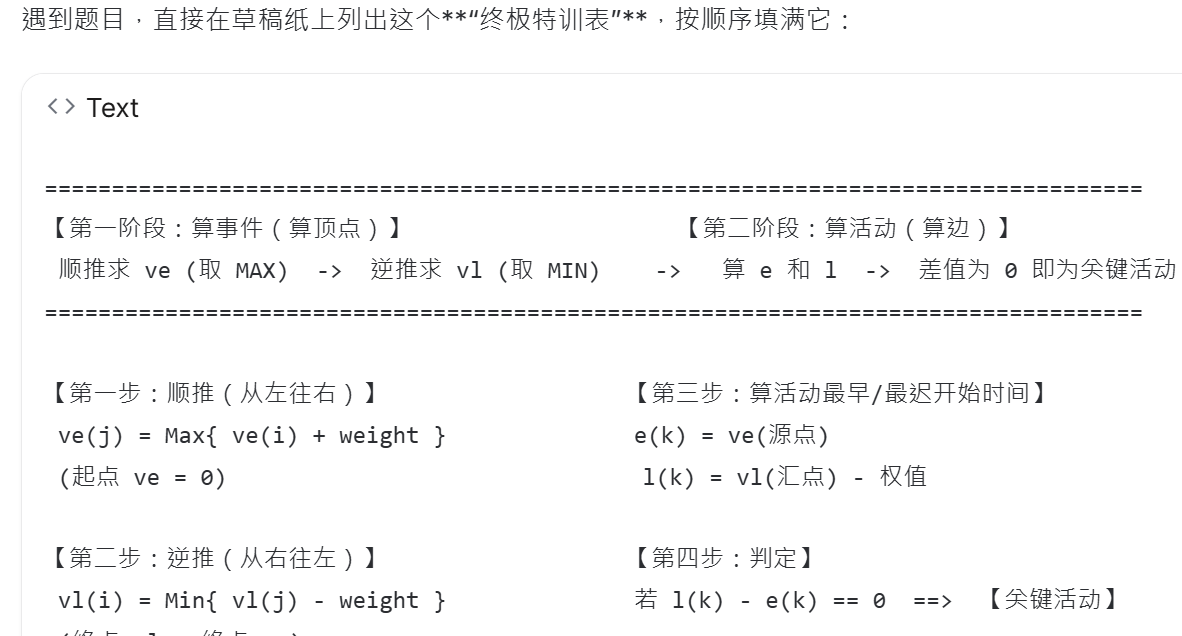 遇到题目，直接在草稿纸上列出这个**“终极特训表”**，按顺序填满它：
<> Text
==================================================================================
【第一阶段：算事件（算顶点）】 【第二阶段：算活动（算边）】
顺推求 ve (取 MAX) -> 逆推求 vl (取 MIN) -> 算 e 和 l -> 差值为 0 即为关键活动
==================================================================================
【第一步：顺推（从左往右）】 【第三步：算活动最早/最迟开始时间】
ve(j) = Max{ ve(i) + weight } e(k) = ve(源点)
(起点 ve = 0) l(k) = vl(汇点) - 权值
【第二步：逆推（从右往左）】 【第四步：判定】
vl(i) = Min{ vl(j) - weight } 若 l(k) - e(k) == 0 ==> 【关键活动】